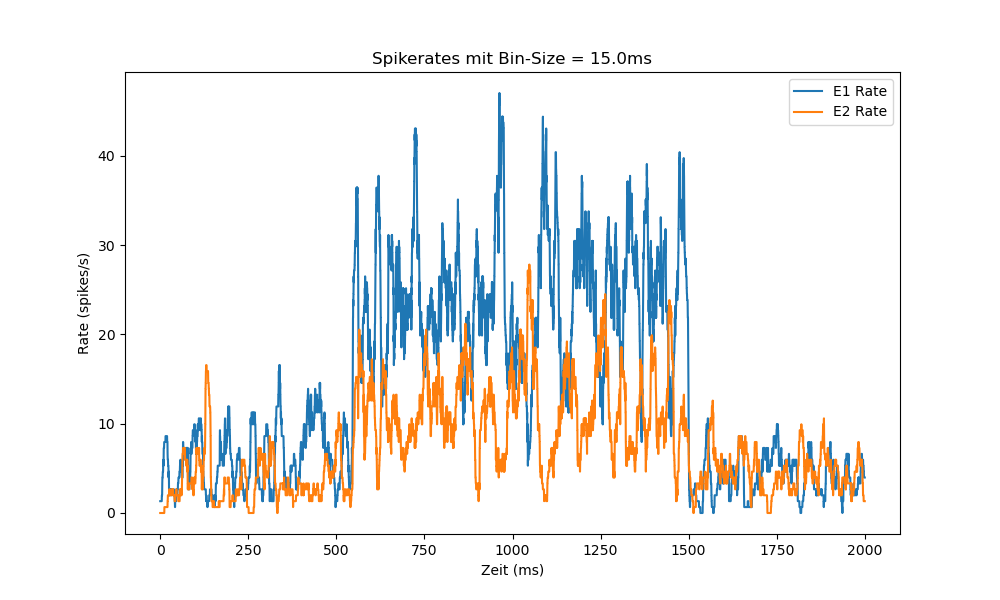 Spikerates mit Bin-Size = 15.0ms
E1 Rate
E2 Rate
Rate (spikes/s)
40
30
20
10
0
0 250 500 750 1000 1250 1500 1750 2000
Zeit (ms)